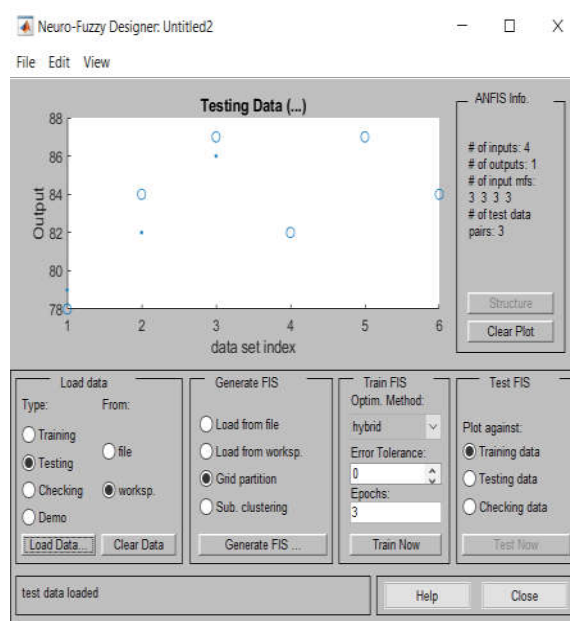 Neuro-Fuzzy Designer: Untitled2
File Edit View
Testing Data (...)
88
86
84
82
80
78
Output
1 2 3 4 5 6
data set index
ANFIS Info.
# of inputs: 4
# of outputs: 1
# of input mfs:
3 3 3 3
# of test data
pairs: 3
Structure
Clear Plot
Load data
Type: From:
Training
Testing
Checking
Demo
file
worksp.
Load Data... Clear Data
Generate FIS
Load from file
Load from worksp.
Grid partition
Sub. clustering
Generate FIS ...
Train FIS
Optim. Method:
hybrid
Error Tolerance:
0
Epochs:
3
Train Now
Test FIS
Plot against:
Training data
Testing data
Checking data
Test Now
test data loaded
Help Close